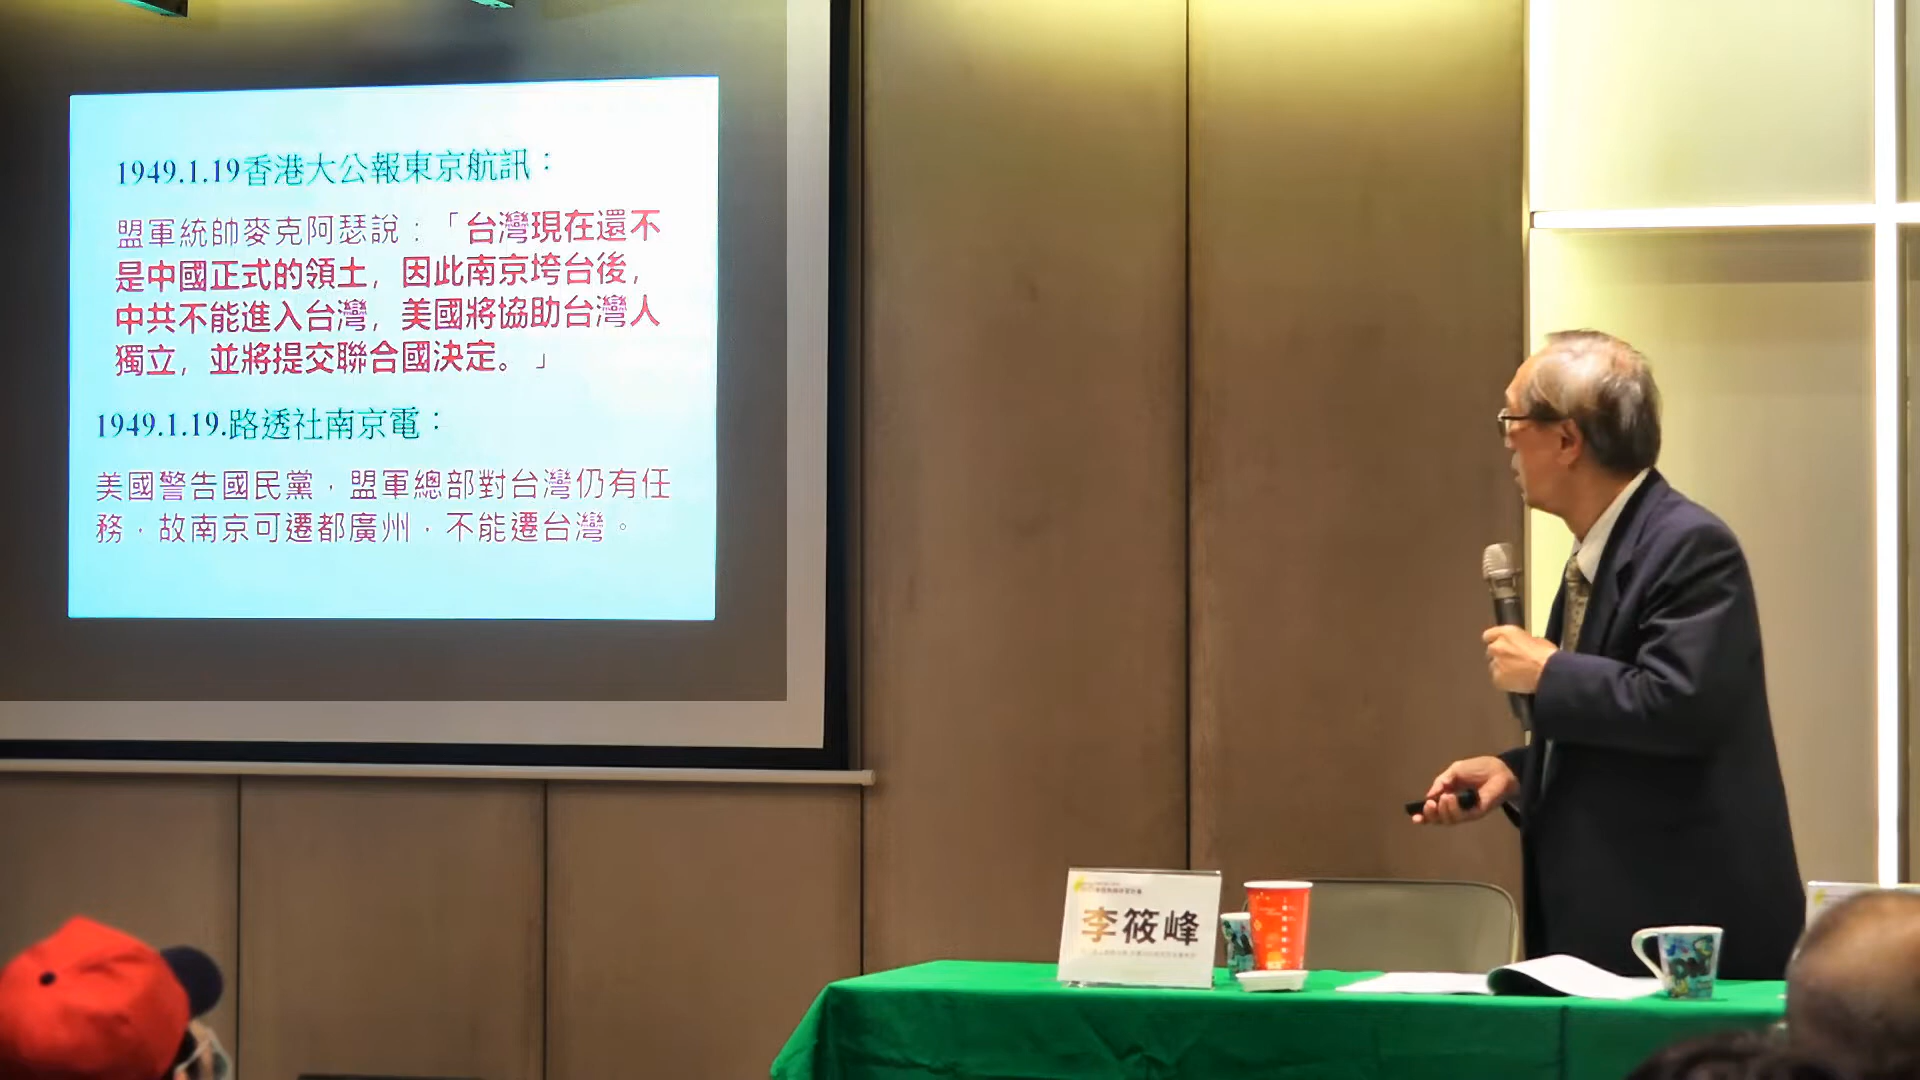 1949.1.19香港大公報東京航訊：
盟軍統帥麥克阿瑟說：「台灣現在還不
是中國正式的領土，因此南京垮台後，
中共不能進入台灣，美國將協助台灣人
獨立，並將提交聯合國決定。」
1949.1.19.路透社南京電：
美國警告國民黨，盟軍總部對台灣仍有任
務，故南京可遷都廣州，不能遷台灣。
李筱峰